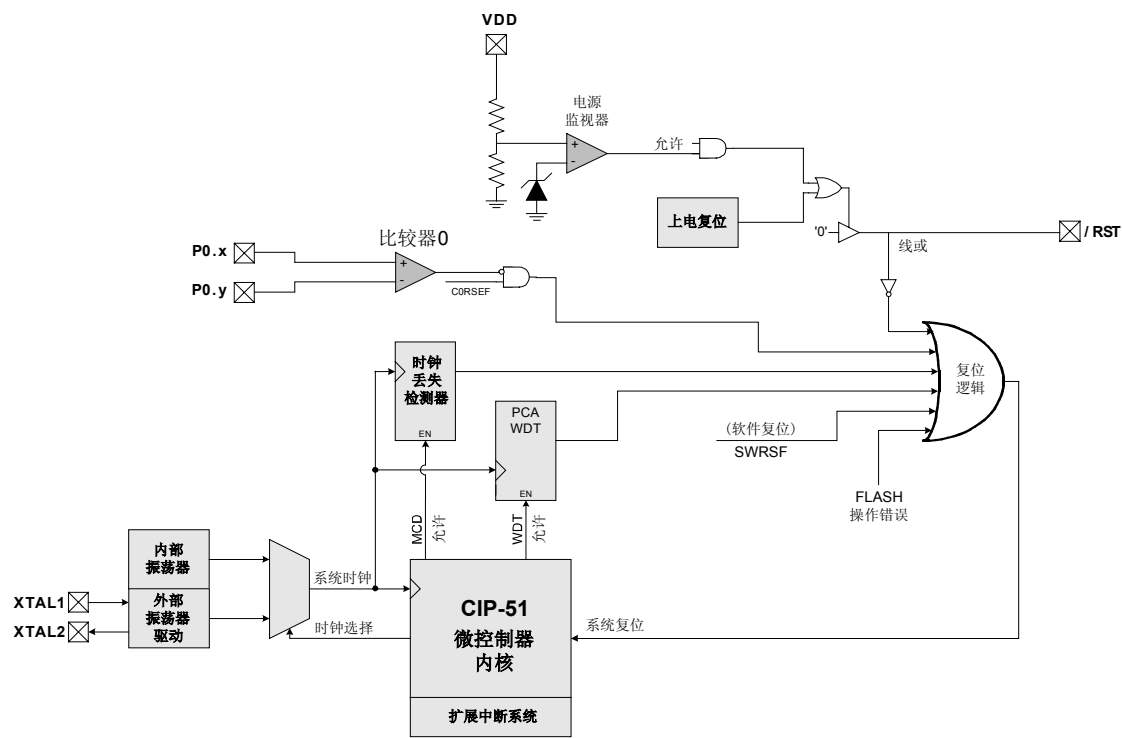 VDD
电源
监视器
+
-
允许
上电复位
'0'
/ RST
线或
比较器0
P0.x
P0.y
+
-
C0RSEF
时钟
丢失
检测器
EN
PCA
WDT
EN
复位
逻辑
(软件复位)
SWRSF
FLASH
操作错误
MCD
允许
WDT
允许
内部
振荡器
外部
振荡器
驱动
XTAL1
XTAL2
系统时钟
时钟选择
CIP-51
微控制器
内核
扩展中断系统
系统复位